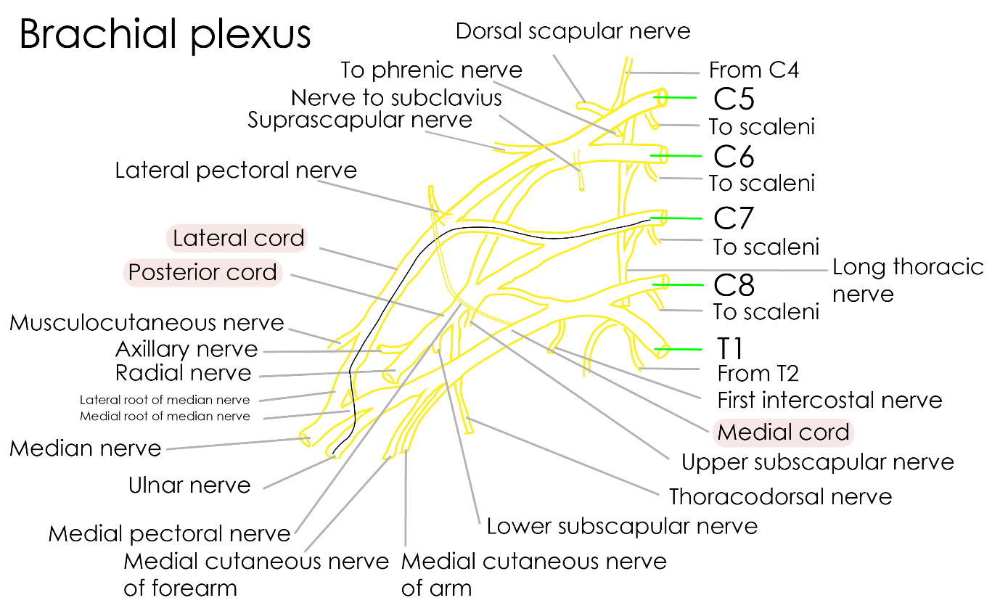 Brachial plexus
Dorsal scapular nerve
To phrenic nerve
From C4
Nerve to subclavius
C5
Suprascapular nerve
To scaleni
C6
Lateral pectoral nerve
To scaleni
C7
Lateral cord
To scaleni
Posterior cord
Long thoracic
nerve
C8
To scaleni
Musculocutaneous nerve
Axillary nerve
T1
Radial nerve
From T2
Lateral root of median nerve
First intercostal nerve
Medial root of median nerve
Medial cord
Median nerve
Upper subscapular nerve
Ulnar nerve
Thoracodorsal nerve
Lower subscapular nerve
Medial pectoral nerve
Medial cutaneous nerve
of forearm
Medial cutaneous nerve
of arm